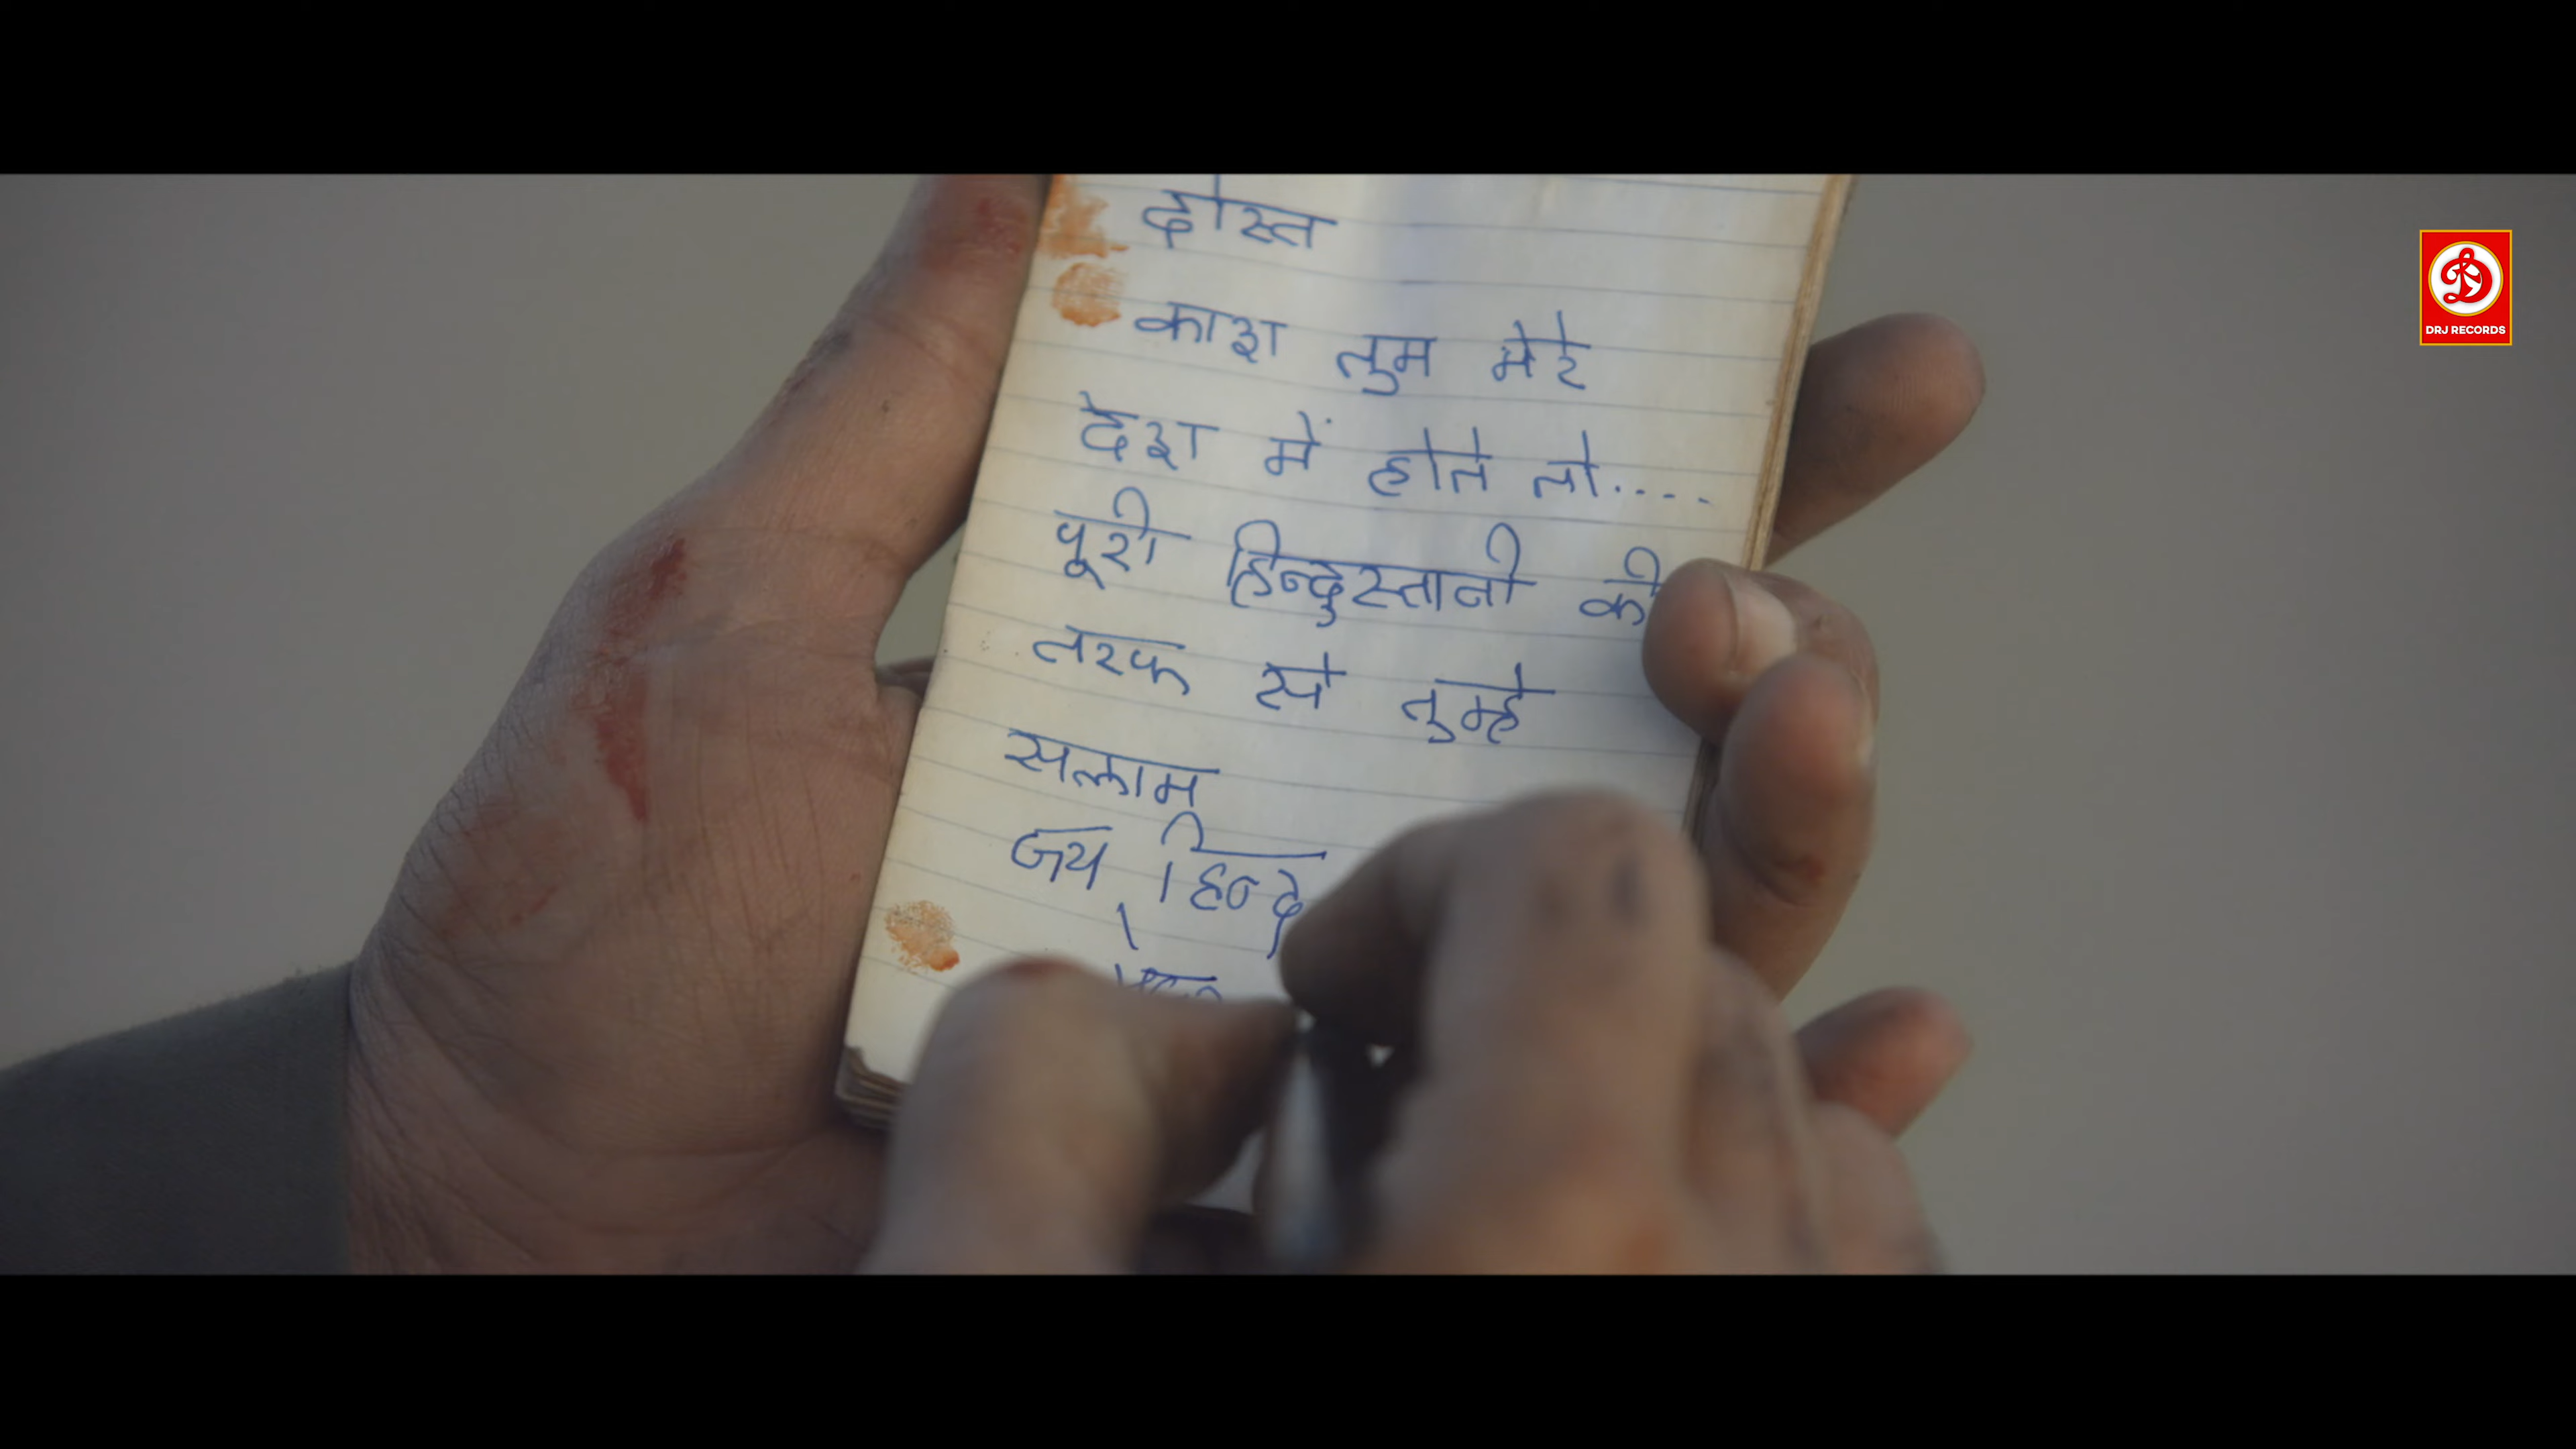 दोस्त
काश तुम मेरे
देश में होते तो....
पूरी हिन्दुस्तानी की
तरफ से तुम्हे
सलाम
जय हिन्द
DRJ RECORDS